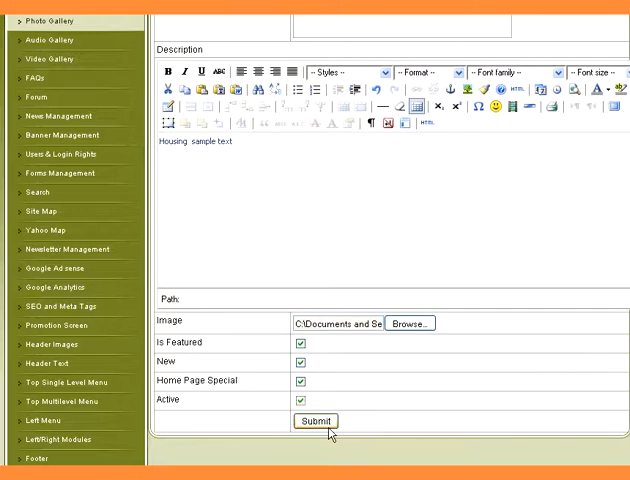 Photo Gallery
Audio Gallery
Video Gallery
FAQs
Forum
News Management
Banner Management
Users & Login Rights
Forms Management
Search
Site Map
Yahoo Map
Newsletter Management
Google Ad sense
Google Analytics
SEO and Meta Tags
Promotion Screen
Header Images
Header Text
Top Single Level Menu
Top Multilevel Menu
Left Menu
Left/Right Modules
Footer
Description
B I U ABC -- Styles -- -- Format -- -- Font family -- -- Font size --
HTML
HTML
Housing sample text
Path:
Image C:\Documents and Se Browse...
Is Featured
New
Home Page Special
Active
Submit